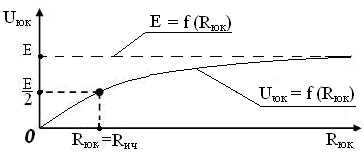 Uюк
E = f (Rюк)
E
E
2
Uюк = f (Rюк)
0
Rюк =Rич
Rюк